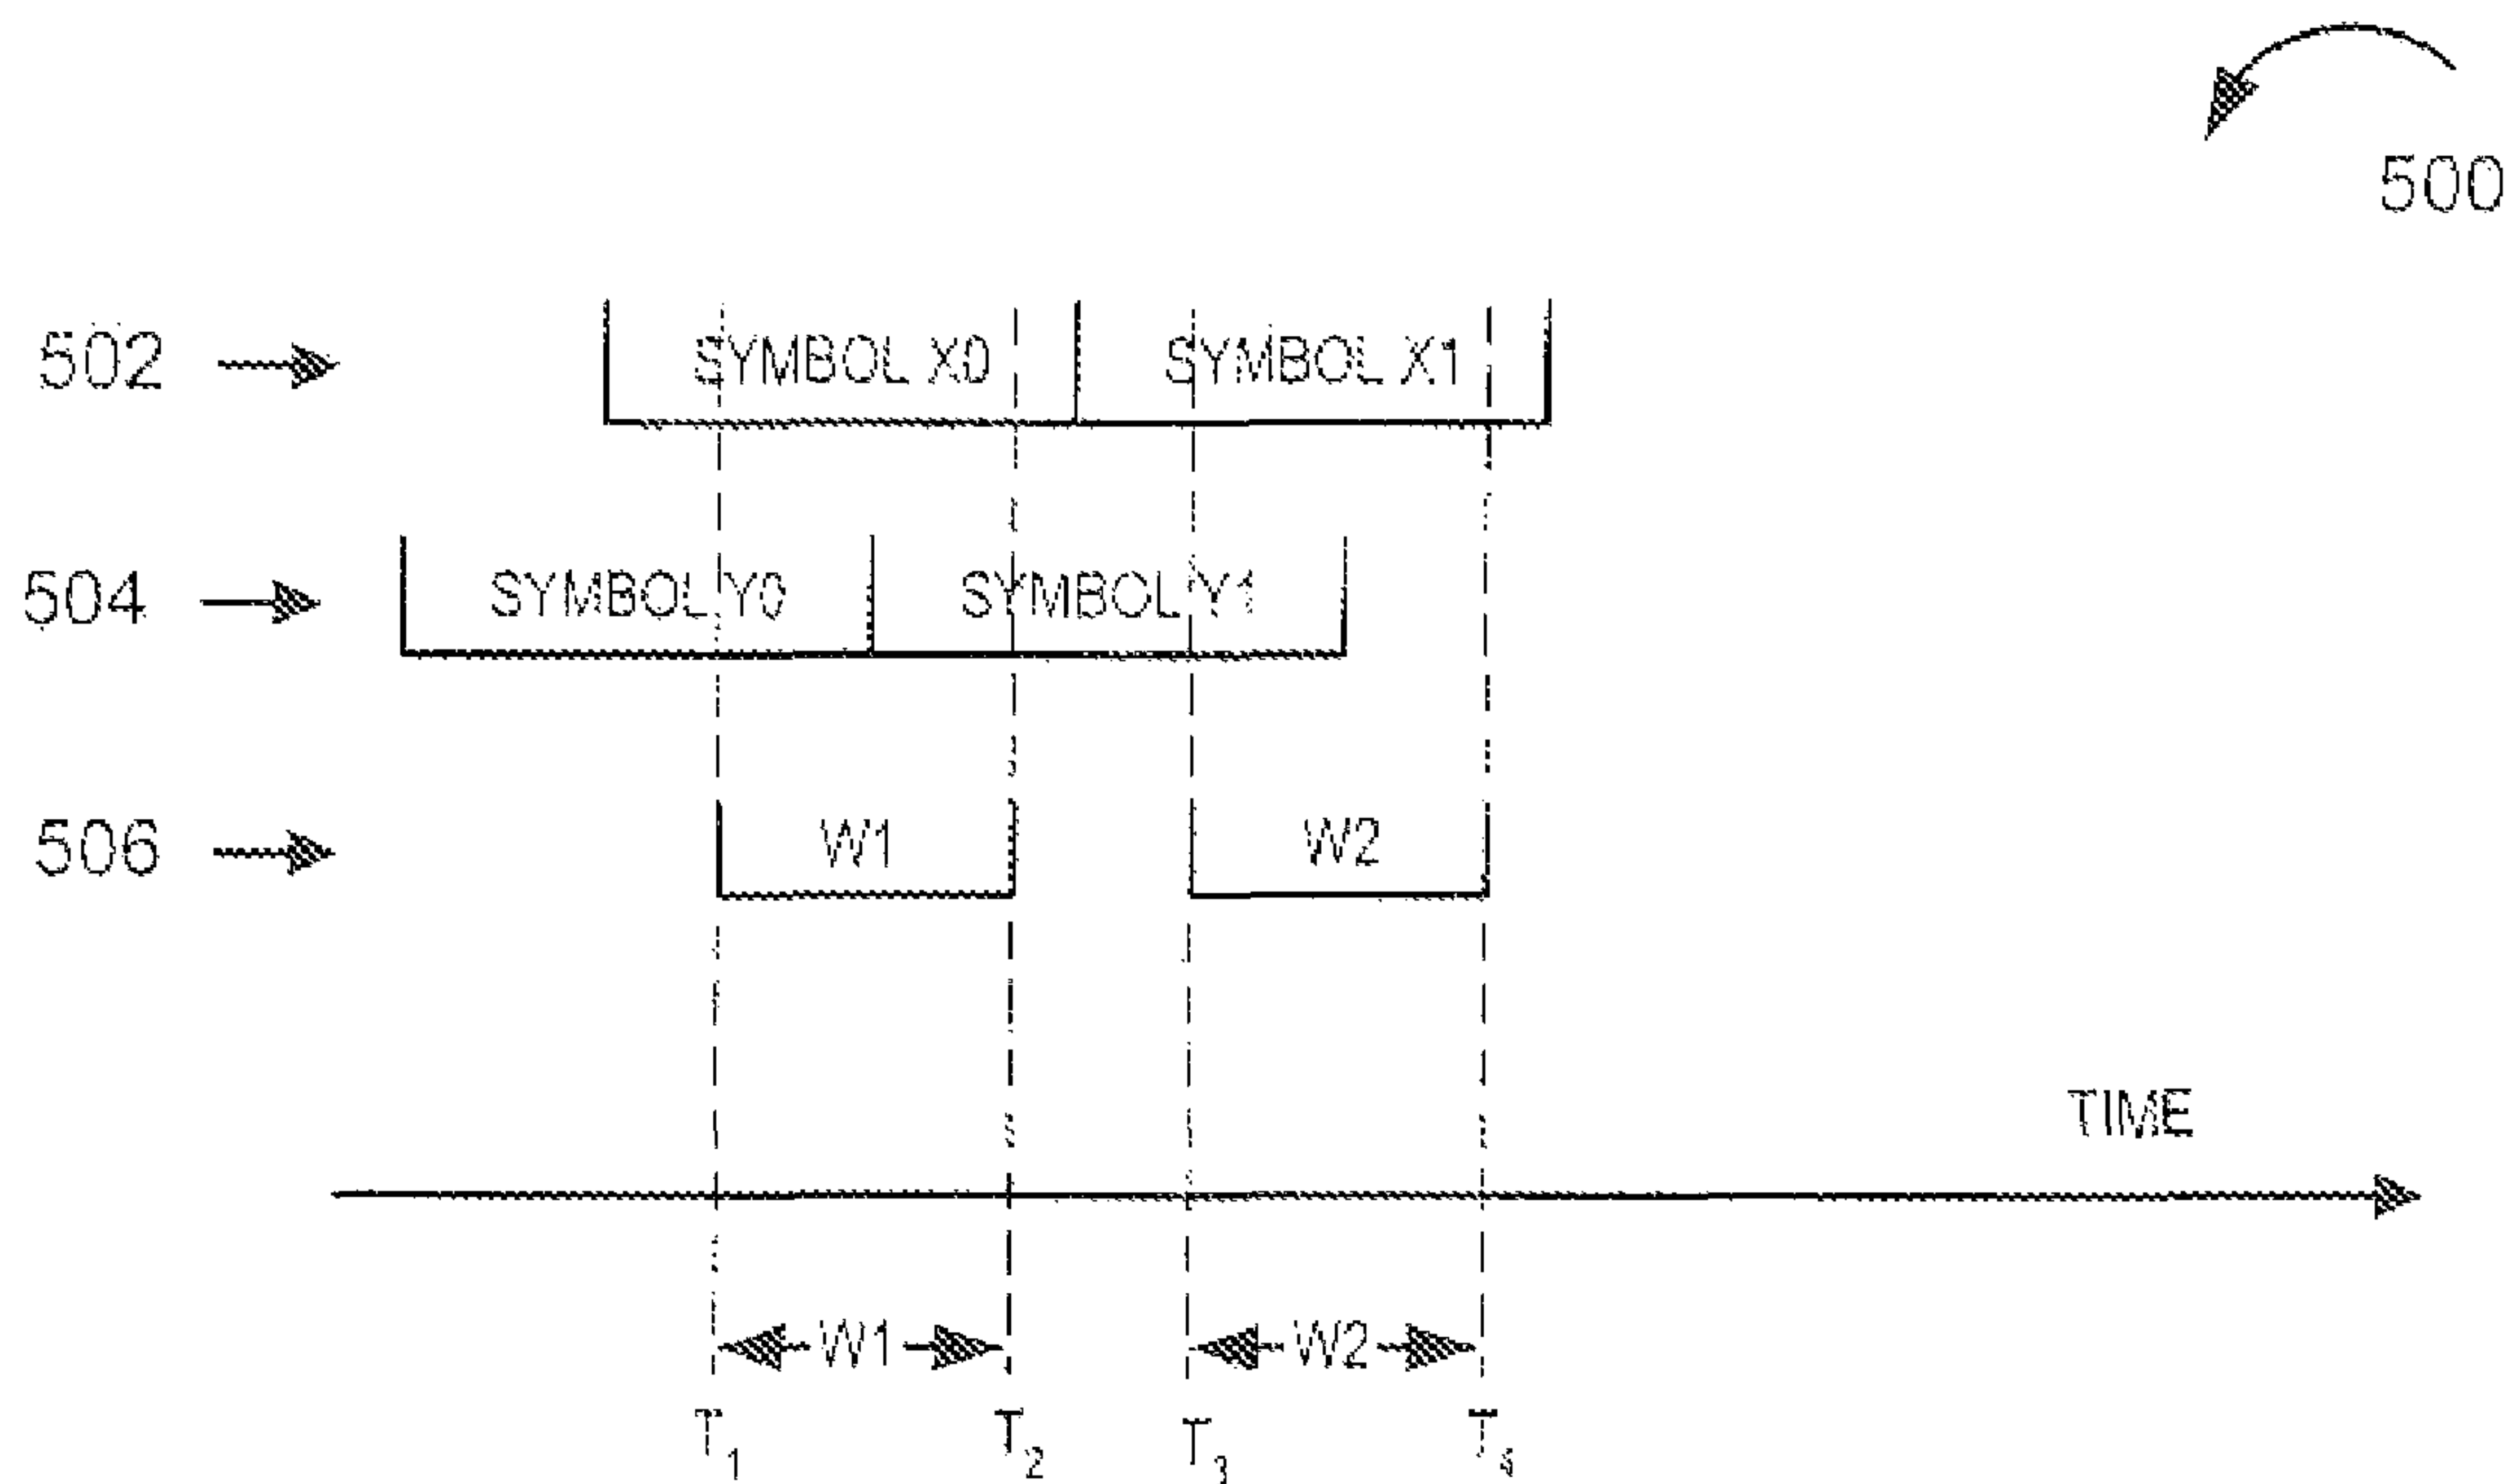 500
502
SYMBOL X0 SYMBOL X1
504
SYMBOL Y0 SYMBOL Y1
506
W1 W2
TIME
W1 W2
T1 T2 T3 T4